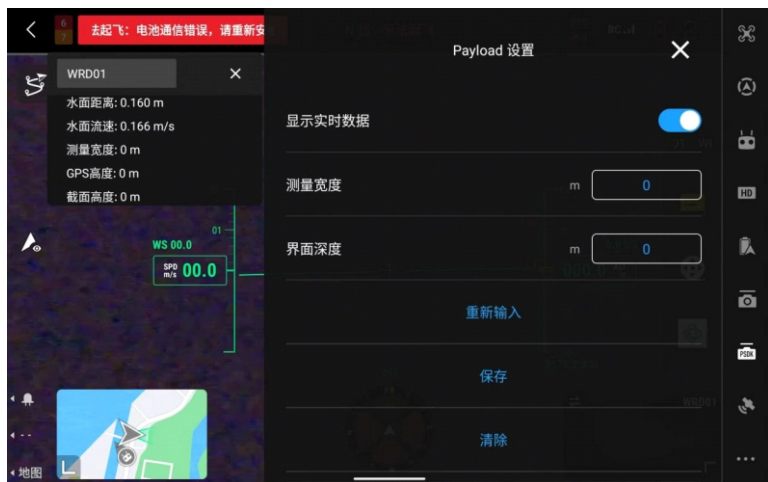 6
7
去起飞：电池通信错误，请重新安
Payload 设置
WRD01
水面距离: 0.160 m
水面流速: 0.166 m/s
测量宽度: 0 m
GPS高度: 0 m
截面高度: 0 m
显示实时数据
测量宽度 m 0
界面深度 m 0
重新输入
保存
清除
01
WS 00.0
SPD
m/s 00.0
HD
PSDK
WRD01
H
- -
地图